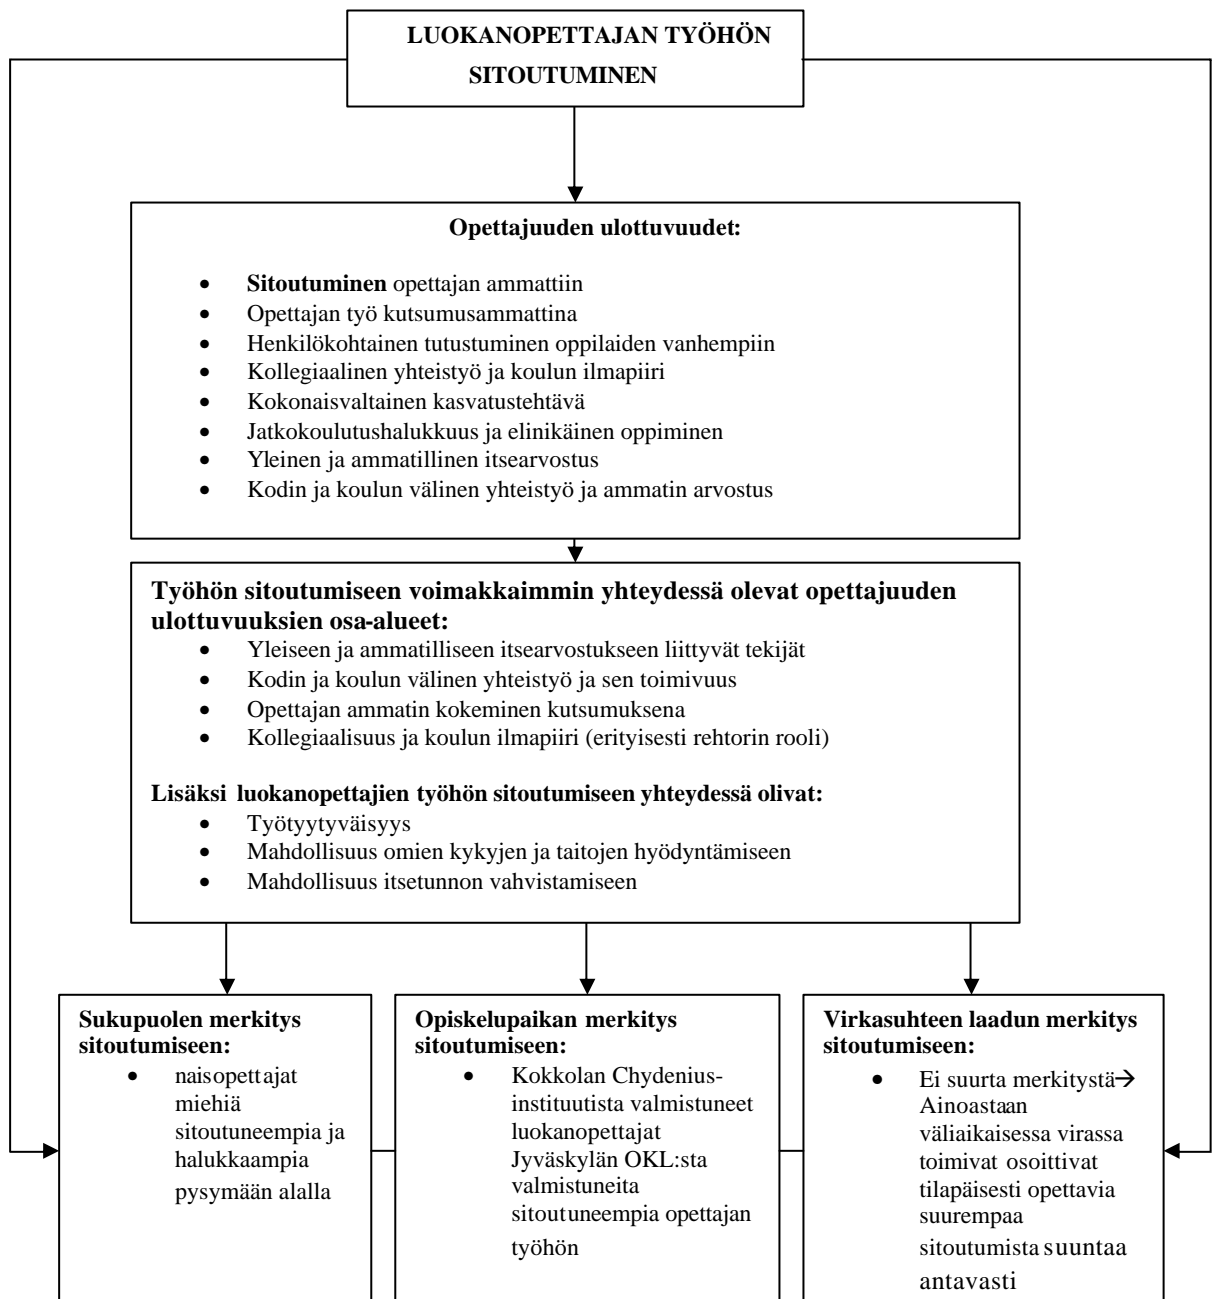 LUOKANOPETTAJAN TYÖHÖN
SITOUTUMINEN
Opettajuuden ulottuvuudet:
• Sitoutuminen opettajan ammattiin
• Opettajan työ kutsumusammattina
• Henkilökohtainen tutustuminen oppilaiden vanhempiin
• Kollegiaalinen yhteistyö ja koulun ilmapiiri
• Kokonaisvaltainen kasvatustehtävä
• Jatkokoulutushalukkuus ja elinikäinen oppiminen
• Yleinen ja ammatillinen itsearvostus
• Kodin ja koulun välinen yhteistyö ja ammatin arvostus
Työhön sitoutumiseen voimakkaimmin yhteydessä olevat opettajuuden
ulottuvuuksien osa-alueet:
• Yleiseen ja ammatilliseen itsearvostukseen liittyvät tekijät
• Kodin ja koulun välinen yhteistyö ja sen toimivuus
• Opettajan ammatin kokeminen kutsumuksena
• Kollegiaalisuus ja koulun ilmapiiri (erityisesti rehtorin rooli)
Lisäksi luokanopettajien työhön sitoutumiseen yhteydessä olivat:
• Työtyytyväisyys
• Mahdollisuus omien kykyjen ja taitojen hyödyntämiseen
• Mahdollisuus itsetunnon vahvistamiseen
Sukupuolen merkitys
sitoutumiseen:
• naisopettajat
miehiä
sitoutuneempia ja
halukkaampia
pysymään alalla
Opiskelupaikan merkitys
sitoutumiseen:
• Kokkolan Chydenius-
instituutista valmistuneet
luokanopettajat
Jyväskylän OKL:sta
valmistuneita
sitoutuneempia opettajan
työhön
Virkasuhteen laadun merkitys
sitoutumiseen:
• Ei suurta merkitystä→
Ainoastaan
väliaikaisessa virassa
toimivat osoittivat
tilapäisesti opettavia
suurempaa
sitoutumista suuntaa
antavasti